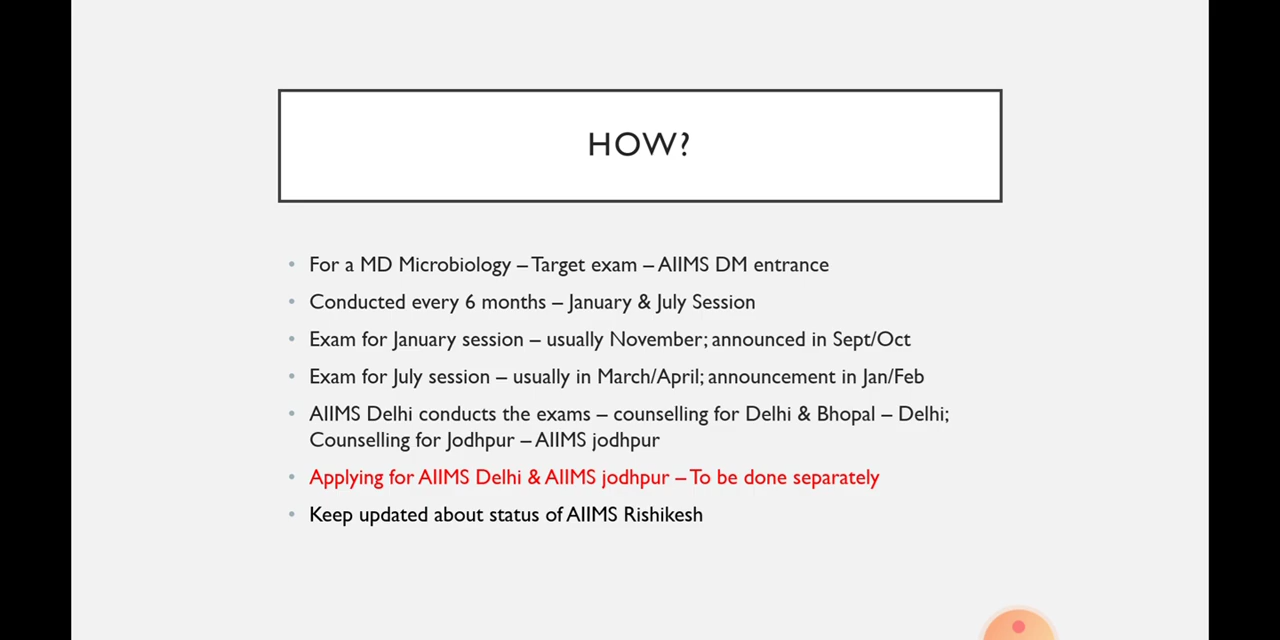 HOW?
• For a MD Microbiology – Target exam – AIIMS DM entrance
• Conducted every 6 months – January & July Session
• Exam for January session – usually November; announced in Sept/Oct
• Exam for July session – usually in March/April; announcement in Jan/Feb
• AIIMS Delhi conducts the exams – counselling for Delhi & Bhopal – Delhi;
Counselling for Jodhpur – AIIMS jodhpur
• Applying for AIIMS Delhi & AIIMS jodhpur – To be done separately
• Keep updated about status of AIIMS Rishikesh